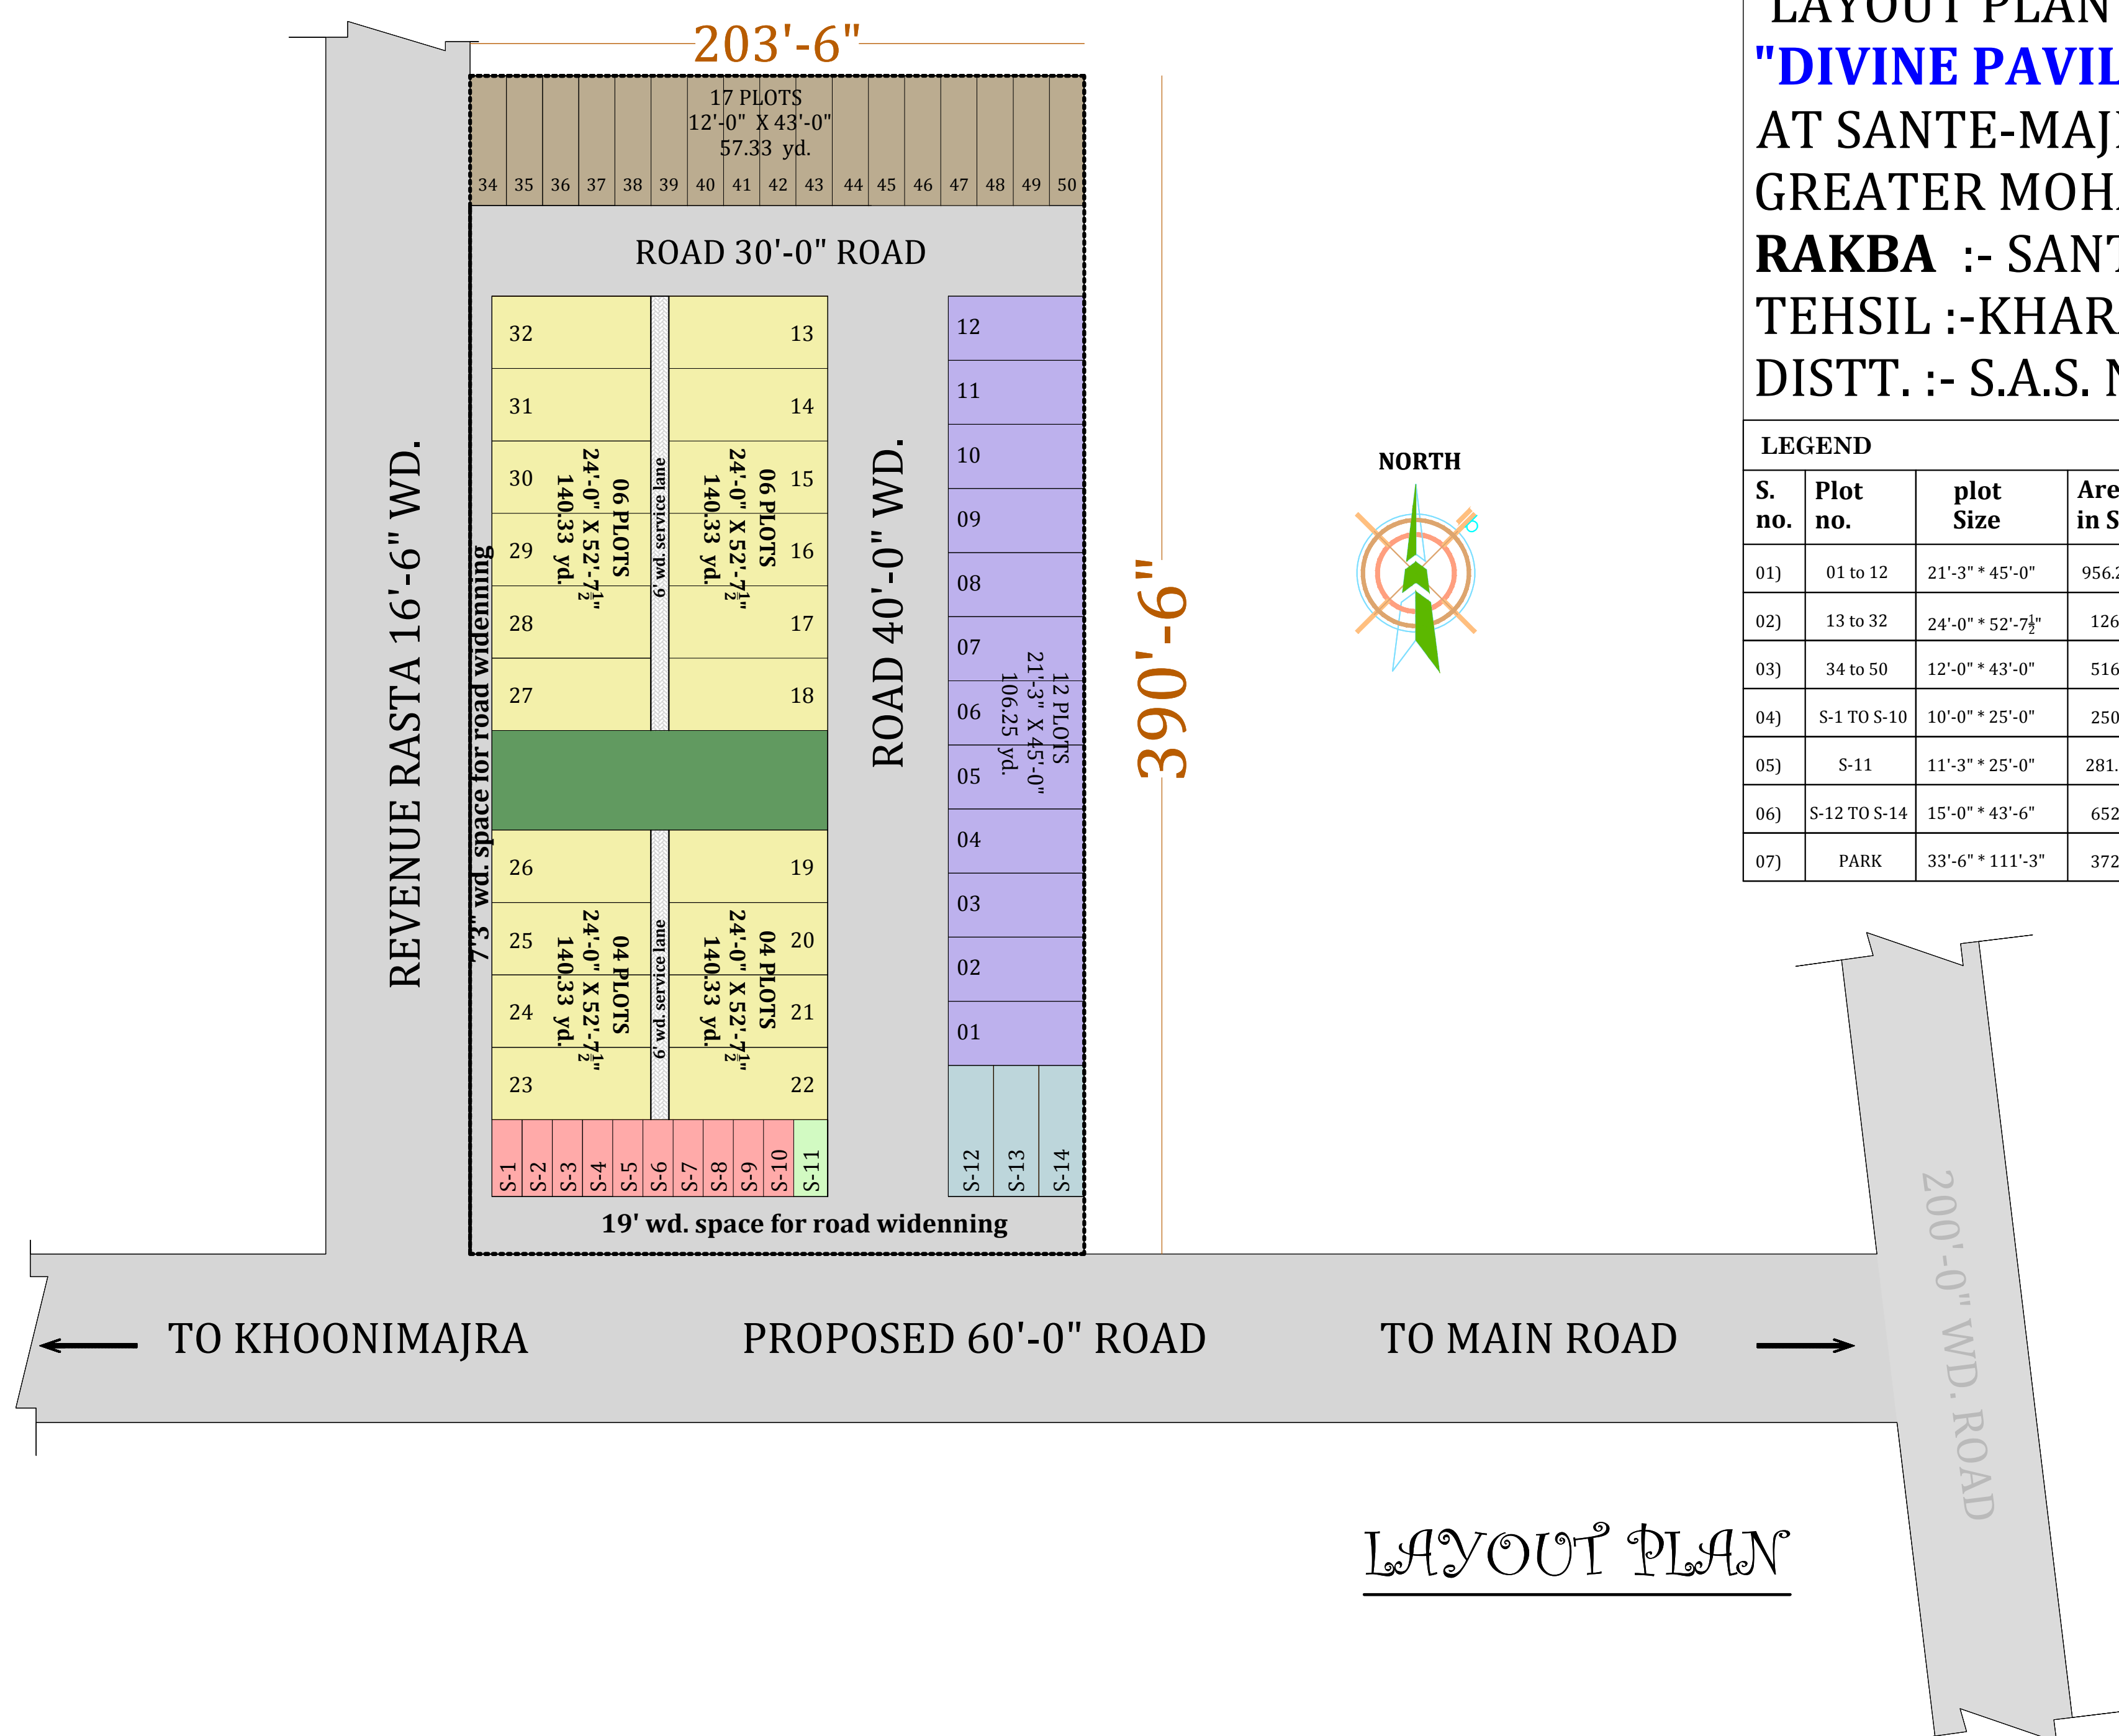 203'-6"
17 PLOTS
12'-0" X 43'-0"
57.33 yd.
34 35 36 37 38 39 40 41 42 43 44 45 46 47 48 49 50
ROAD 30'-0" ROAD
REVENUE RASTA 16'-6" WD.
7'3" wd. space for road widenning
32
31
30
29
28
27
06 PLOTS
24'-0" X 52'-7½"
140.33 yd.
6' wd. service lane
13
14
15
16
17
18
06 PLOTS
24'-0" X 52'-7½"
140.33 yd.
26
25
24
23
04 PLOTS
24'-0" X 52'-7½"
140.33 yd.
6' wd. service lane
19
20
21
22
04 PLOTS
24'-0" X 52'-7½"
140.33 yd.
ROAD 40'-0" WD.
12
11
10
09
08
07
06
05
04
03
02
01
12 PLOTS
21'-3" X 45'-0"
106.25 yd.
S-1 S-2 S-3 S-4 S-5 S-6 S-7 S-8 S-9 S-10 S-11
S-12 S-13 S-14
19' wd. space for road widenning
390'-6"
NORTH
TO KHOONIMAJRA
PROPOSED 60'-0" ROAD
TO MAIN ROAD
200'-0" WD. ROAD
LAYOUT PLAN
LAYOUT PLAN
"DIVINE PAVIL
AT SANTE-MAJ
GREATER MOHA
RAKBA :- SANT
TEHSIL :-KHARA
DISTT. :- S.A.S. N
LEGEND
S. no. Plot no. plot Size Are in S
01) 01 to 12 21'-3" * 45'-0" 956.2
02) 13 to 32 24'-0" * 52'-7½" 126
03) 34 to 50 12'-0" * 43'-0" 516
04) S-1 TO S-10 10'-0" * 25'-0" 250
05) S-11 11'-3" * 25'-0" 281.
06) S-12 TO S-14 15'-0" * 43'-6" 652
07) PARK 33'-6" * 111'-3" 372